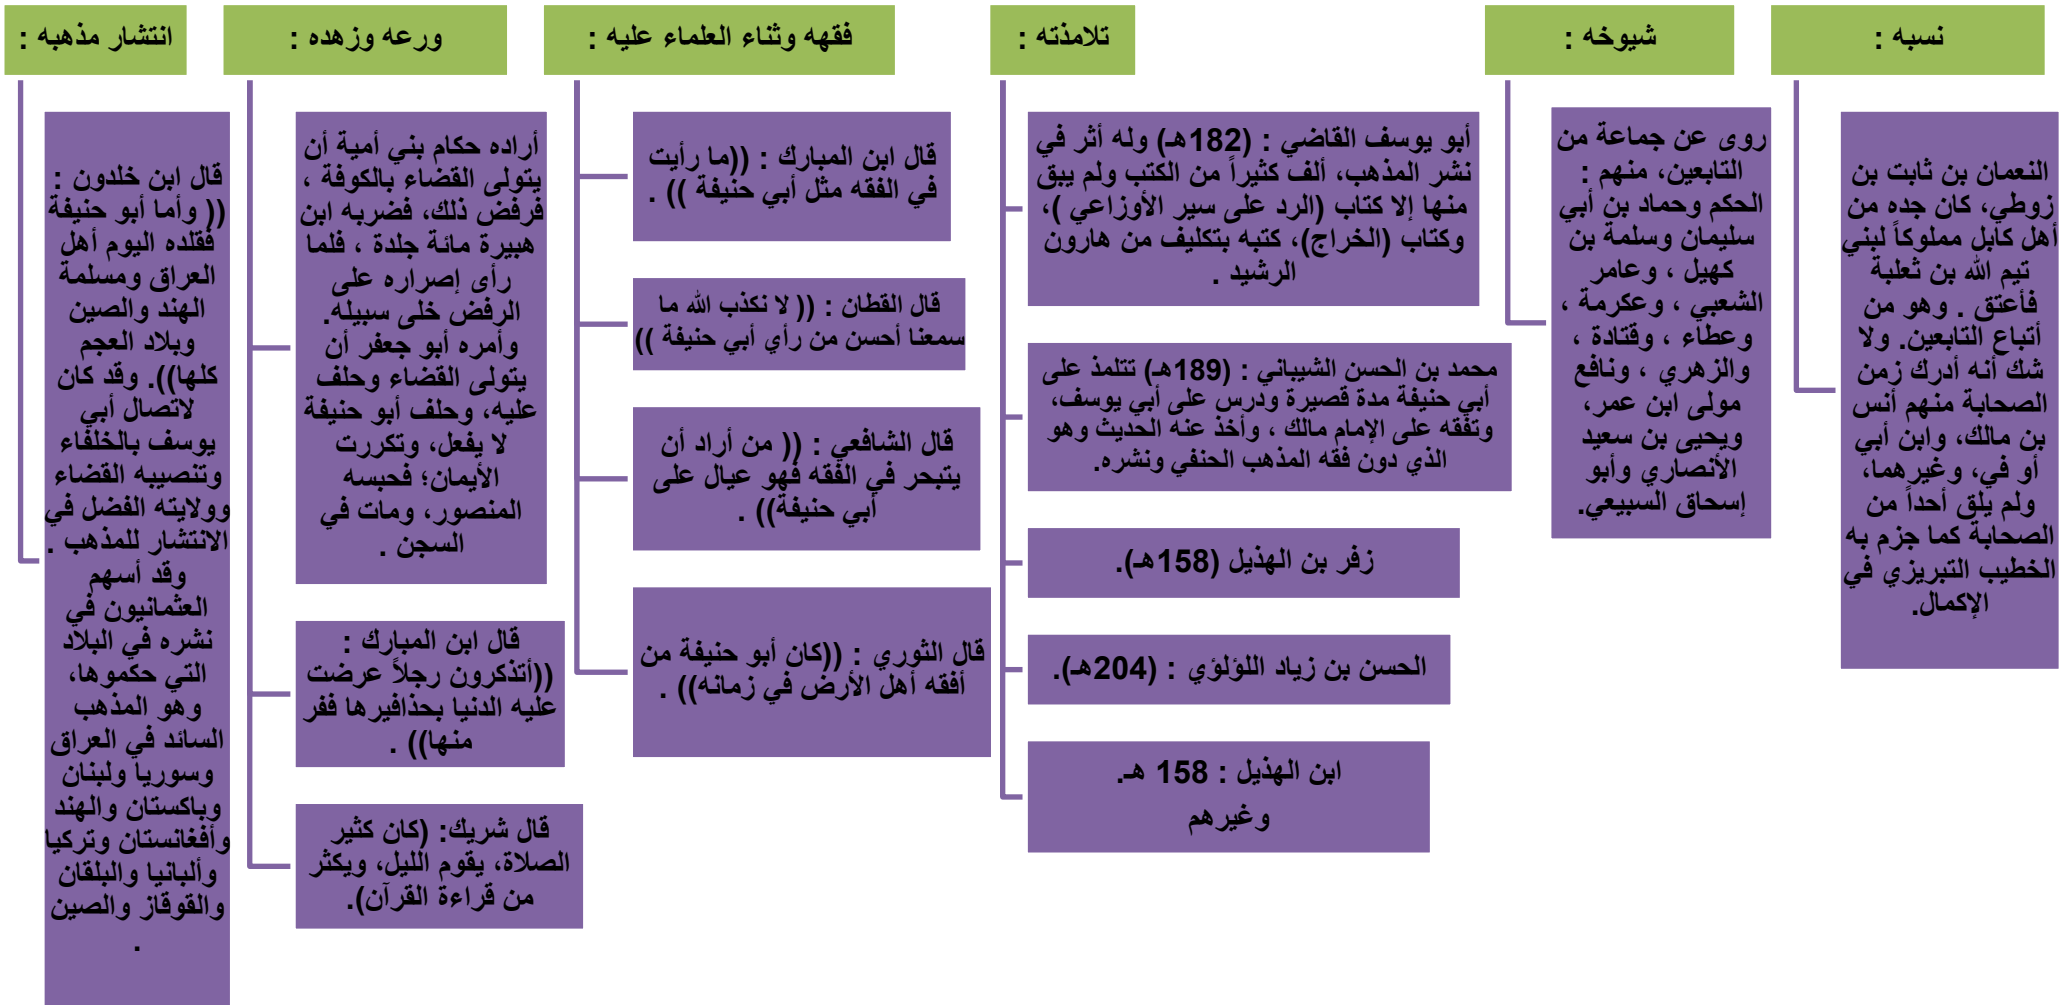 نسبه :
النعمان بن ثابت بن
زوطي، كان جده من
أهل كابل مملوكاً لبني
تيم الله بن ثعلبة
فأعتق . وهو من
أتباع التابعين. ولا
شك أنه أدرك زمن
الصحابة منهم أنس
بن مالك، وابن أبي
أو في، وغيرهما،
ولم يلق أحداً من
الصحابة كما جزم به
الخطيب التبريزي في
الإكمال.
شيوخه :
روى عن جماعة من
التابعين، منهم :
الحكم وحماد بن أبي
سليمان وسلمة بن
كهيل ، وعامر
الشعبي ، وعكرمة ،
وعطاء ، وقتادة ،
والزهري ، ونافع
مولى ابن عمر،
ويحيى بن سعيد
الأنصاري وأبو
إسحاق السبيعي.
تلامذته :
أبو يوسف القاضي : (182هـ) وله أثر في
نشر المذهب، ألف كثيراً من الكتب ولم يبق
منها إلا كتاب (الرد على سير الأوزاعي )،
وكتاب (الخراج)، كتبه بتكليف من هارون
الرشيد .
محمد بن الحسن الشيباني : (189هـ) تتلمذ على
أبي حنيفة مدة قصيرة ودرس على أبي يوسف،
وتفقه على الإمام مالك ، وأخذ عنه الحديث وهو
الذي دون فقه المذهب الحنفي ونشره.
زفر بن الهذيل (158هـ).
الحسن بن زياد اللؤلؤي : (204هـ).
ابن الهذيل : 158 هـ.
وغيرهم
فقهه وثناء العلماء عليه :
قال ابن المبارك : ((ما رأيت
في الفقه مثل أبي حنيفة )) .
قال القطان : (( لا نكذب الله ما
سمعنا أحسن من رأي أبي حنيفة ))
قال الشافعي : (( من أراد أن
يتبحر في الفقه فهو عيال على
أبي حنيفة)) .
قال الثوري : ((كان أبو حنيفة من
أفقه أهل الأرض في زمانه)) .
ورعه وزهده :
أراده حكام بني أمية أن
يتولى القضاء بالكوفة ،
فرفض ذلك، فضربه ابن
هبيرة مائة جلدة ، فلما
رأى إصراره على
الرفض خلى سبيله.
وأمره أبو جعفر أن
يتولى القضاء وحلف
عليه، وحلف أبو حنيفة
لا يفعل، وتكررت
الأيمان؛ فحبسه
المنصور، ومات في
السجن .
قال ابن المبارك :
((أتذكرون رجلاً عرضت
عليه الدنيا بحذافيرها ففر
منها)) .
قال شريك: (كان كثير
الصلاة، يقوم الليل، ويكثر
من قراءة القرآن).
انتشار مذهبه :
قال ابن خلدون :
(( وأما أبو حنيفة
فقلده اليوم أهل
العراق ومسلمة
الهند والصين
وبلاد العجم
كلها)). وقد كان
لاتصال أبي
يوسف بالخلفاء
وتنصيبه القضاء
وولايته الفضل في
الانتشار للمذهب .
وقد أسهم
العثمانيون في
نشره في البلاد
التي حكموها،
وهو المذهب
السائد في العراق
وسوريا ولبنان
وباكستان والهند
وأفغانستان وتركيا
وألبانيا والبلقان
والقوقاز والصين
.